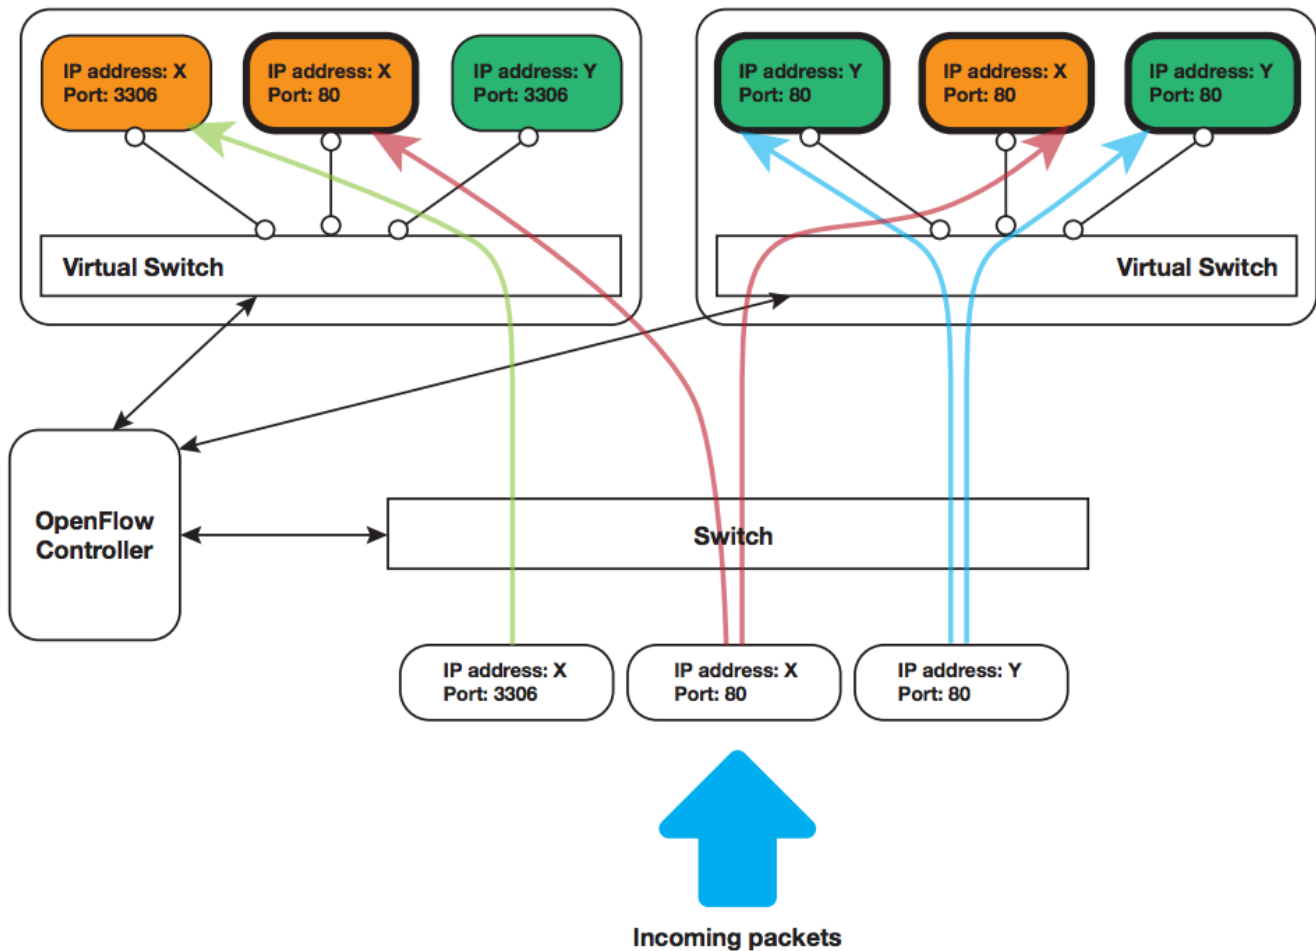 IP address: X
Port: 3306
IP address: X
Port: 80
IP address: Y
Port: 3306
IP address: Y
Port: 80
IP address: X
Port: 80
IP address: Y
Port: 80
Virtual Switch
Virtual Switch
OpenFlow
Controller
Switch
IP address: X
Port: 3306
IP address: X
Port: 80
IP address: Y
Port: 80
Incoming packets